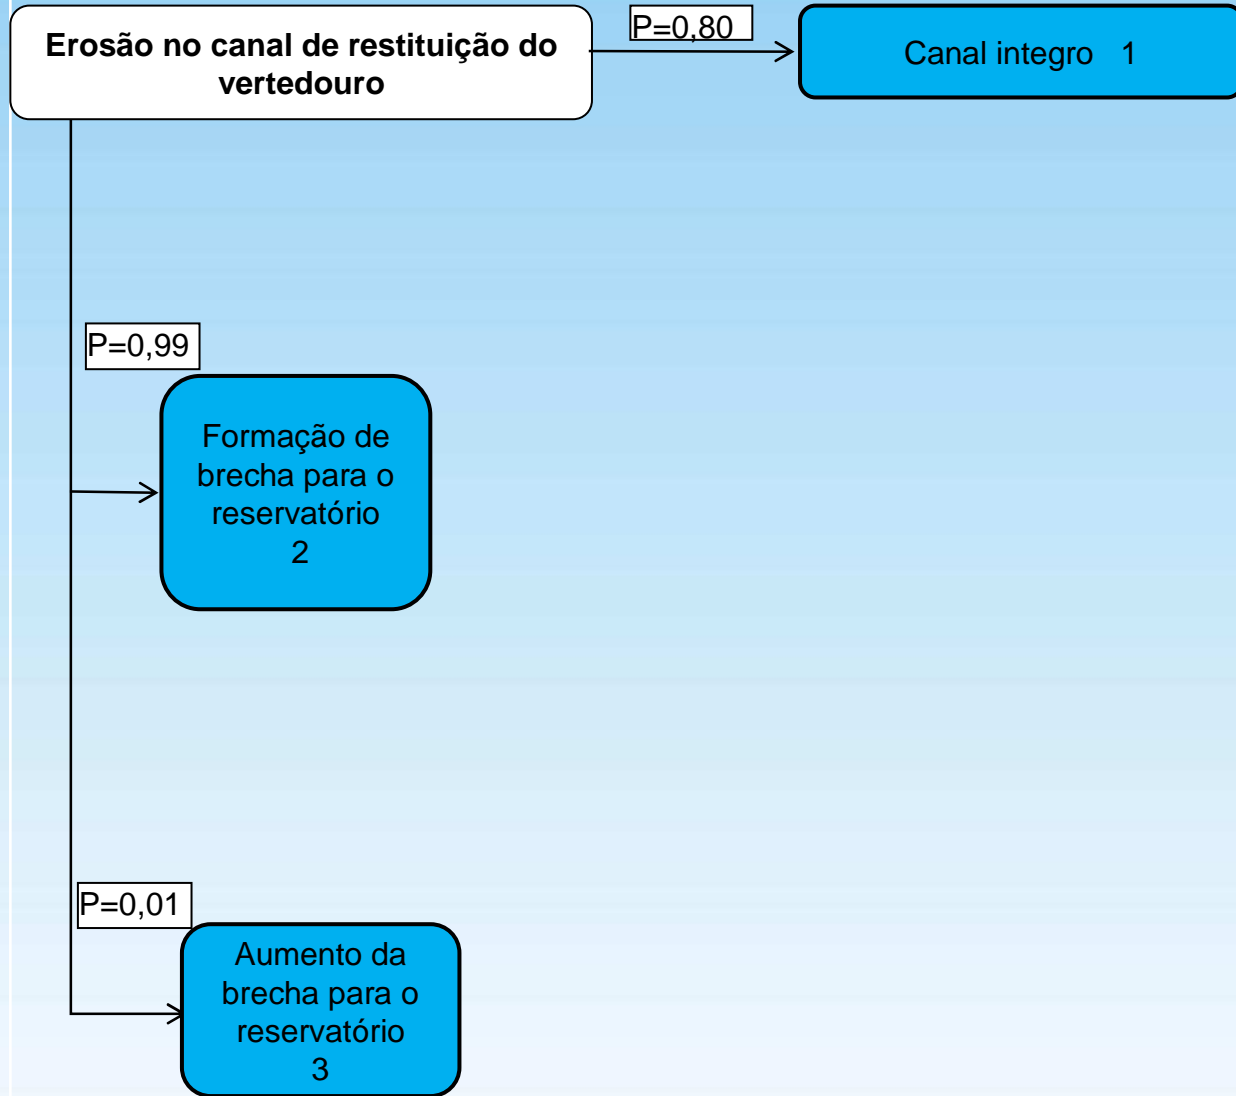 Erosão no canal de restituição do
vertedouro
P=0,80
Canal integro 1
P=0,99
Formação de
brecha para o
reservatório
2
P=0,01
Aumento da
brecha para o
reservatório
3